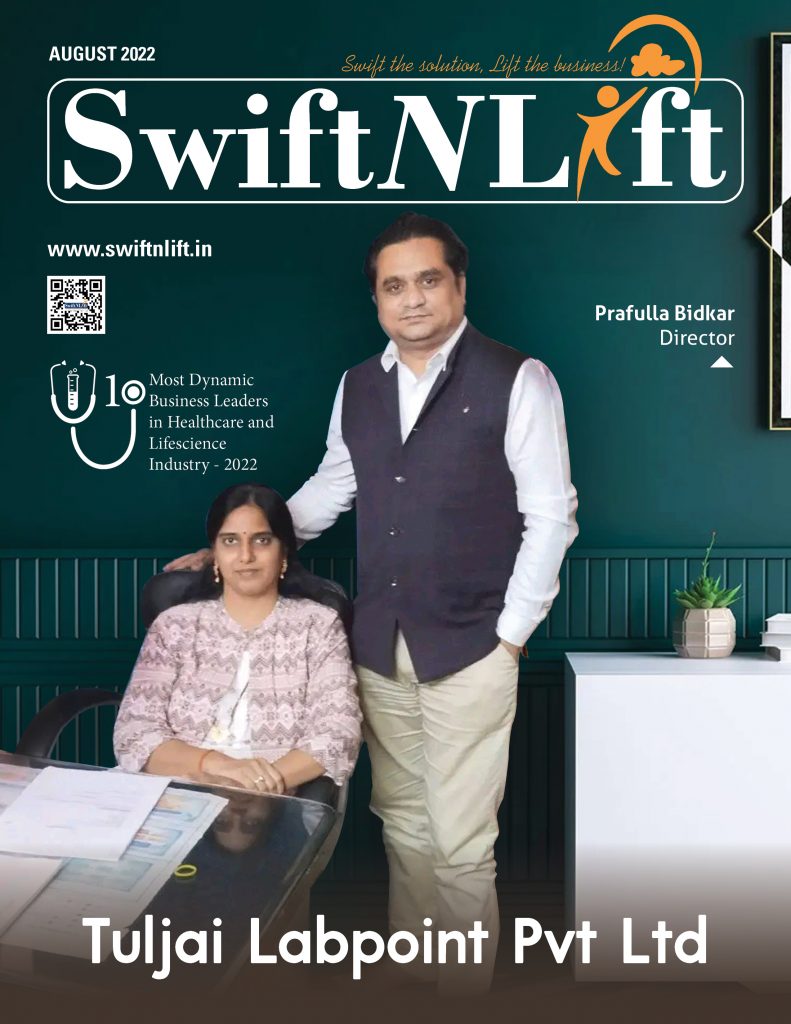 AUGUST 2022
Swift the solution, Lift the business!
SwiftNLift
www.swiftnlift.in
Prafulla Bidkar
Director
10
Most Dynamic
Business Leaders
in Healthcare and
Lifescience
Industry - 2022
Tuljai Labpoint Pvt Ltd